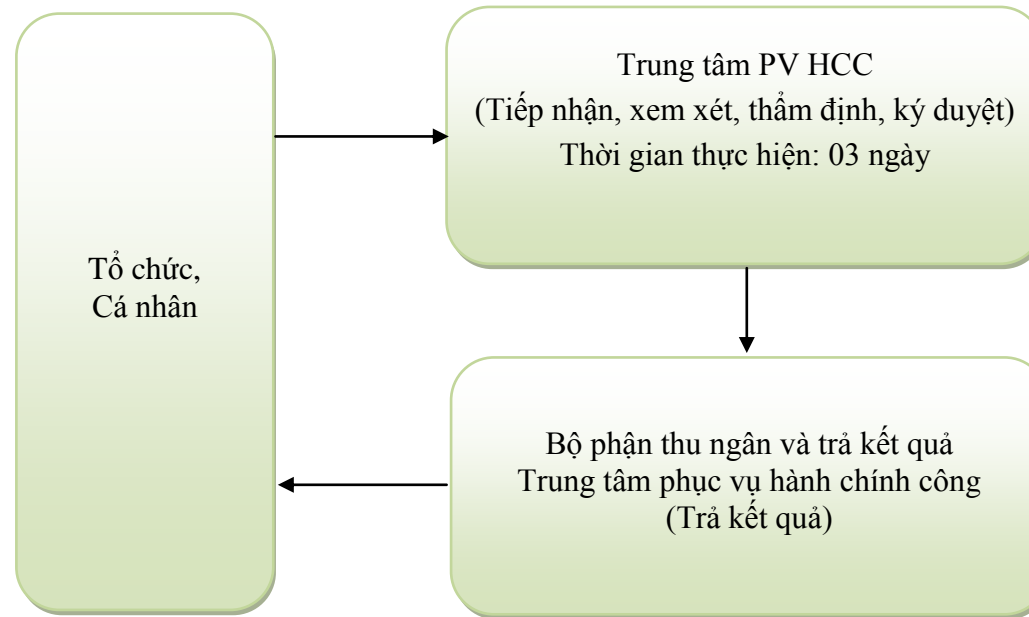 Tổ chức,
Cá nhân
Trung tâm PV HCC
(Tiếp nhận, xem xét, thẩm định, ký duyệt)
Thời gian thực hiện: 03 ngày
Bộ phận thu ngân và trả kết quả
Trung tâm phục vụ hành chính công
(Trả kết quả)